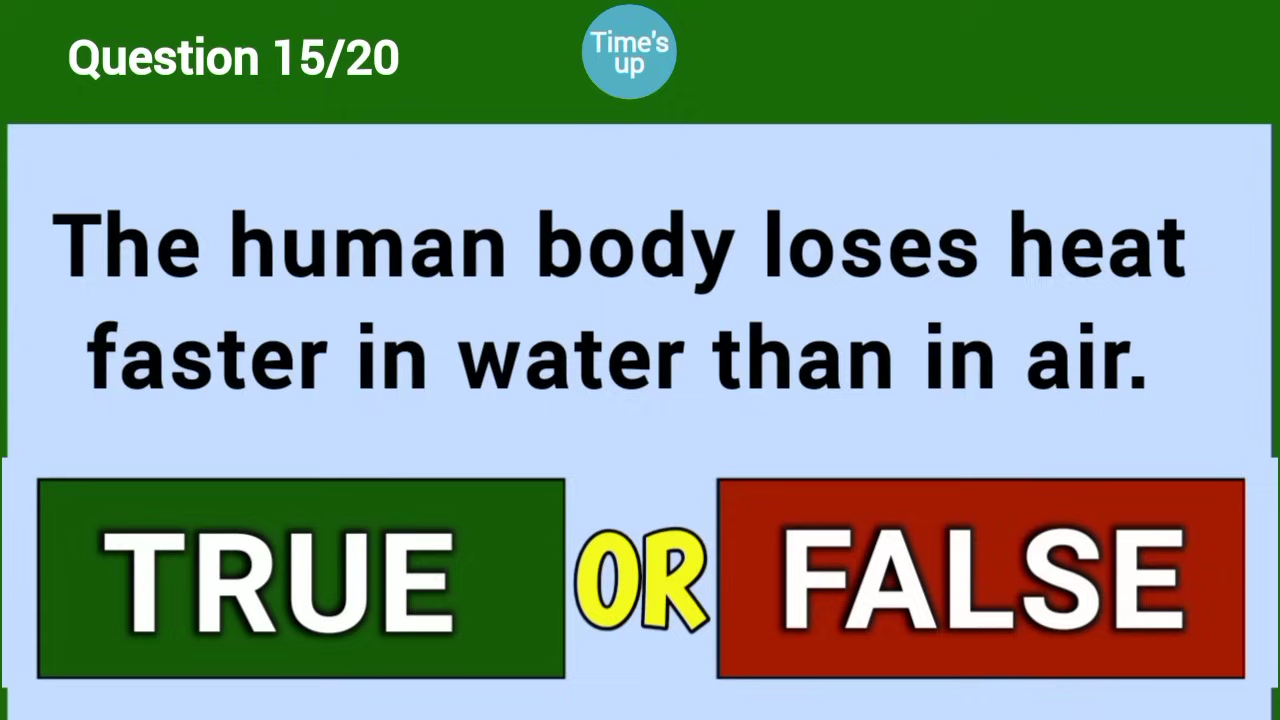 Question 15/20
Time's
up
The human body loses heat
faster in water than in air.
TRUE OR FALSE